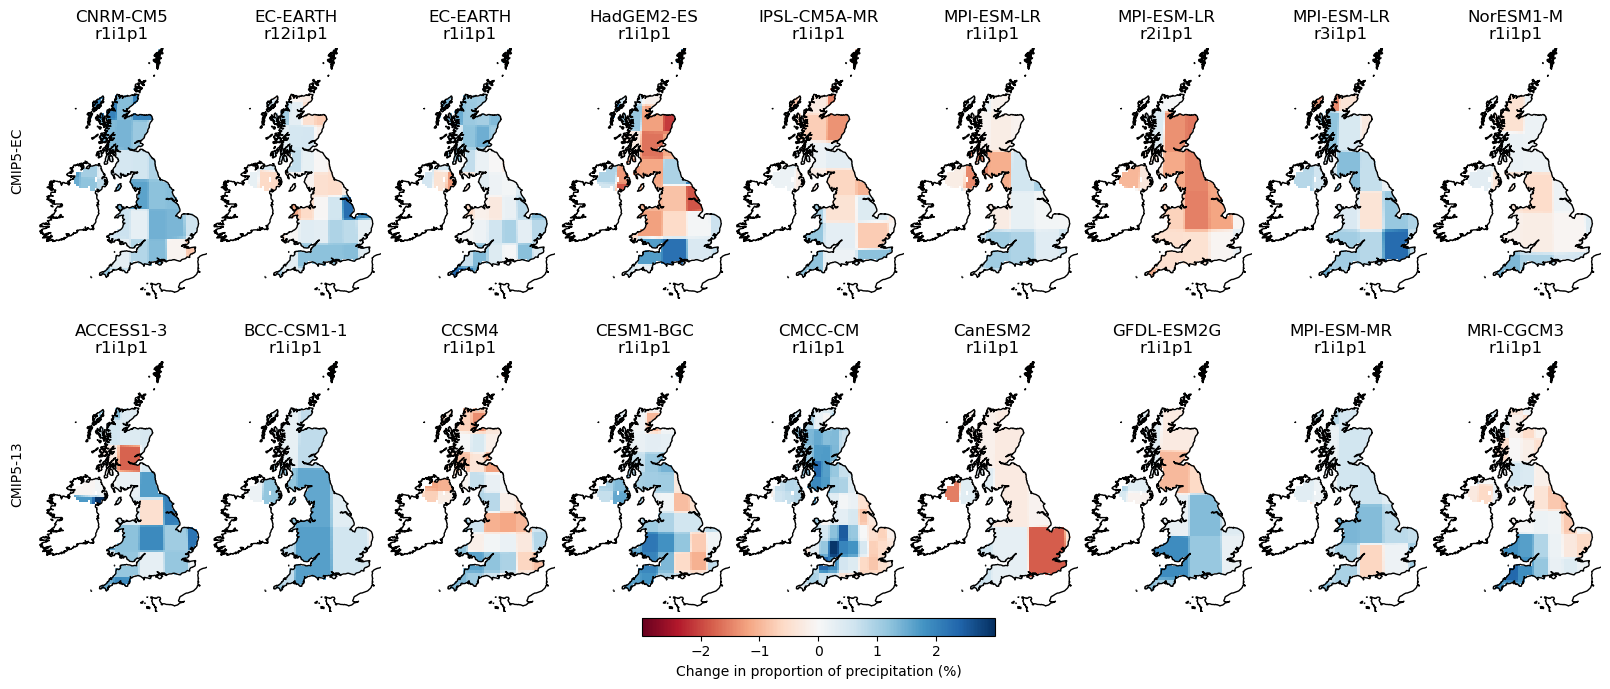 CNRM-CM5
r1i1p1
EC-EARTH
r12i1p1
EC-EARTH
r1i1p1
HadGEM2-ES
r1i1p1
IPSL-CM5A-MR
r1i1p1
MPI-ESM-LR
r1i1p1
MPI-ESM-LR
r2i1p1
MPI-ESM-LR
r3i1p1
NorESM1-M
r1i1p1
CMIP5-EC
ACCESS1-3
r1i1p1
BCC-CSM1-1
r1i1p1
CCSM4
r1i1p1
CESM1-BGC
r1i1p1
CMCC-CM
r1i1p1
CanESM2
r1i1p1
GFDL-ESM2G
r1i1p1
MPI-ESM-MR
r1i1p1
MRI-CGCM3
r1i1p1
CMIP5-13
−2 −1 0 1 2
Change in proportion of precipitation (%)